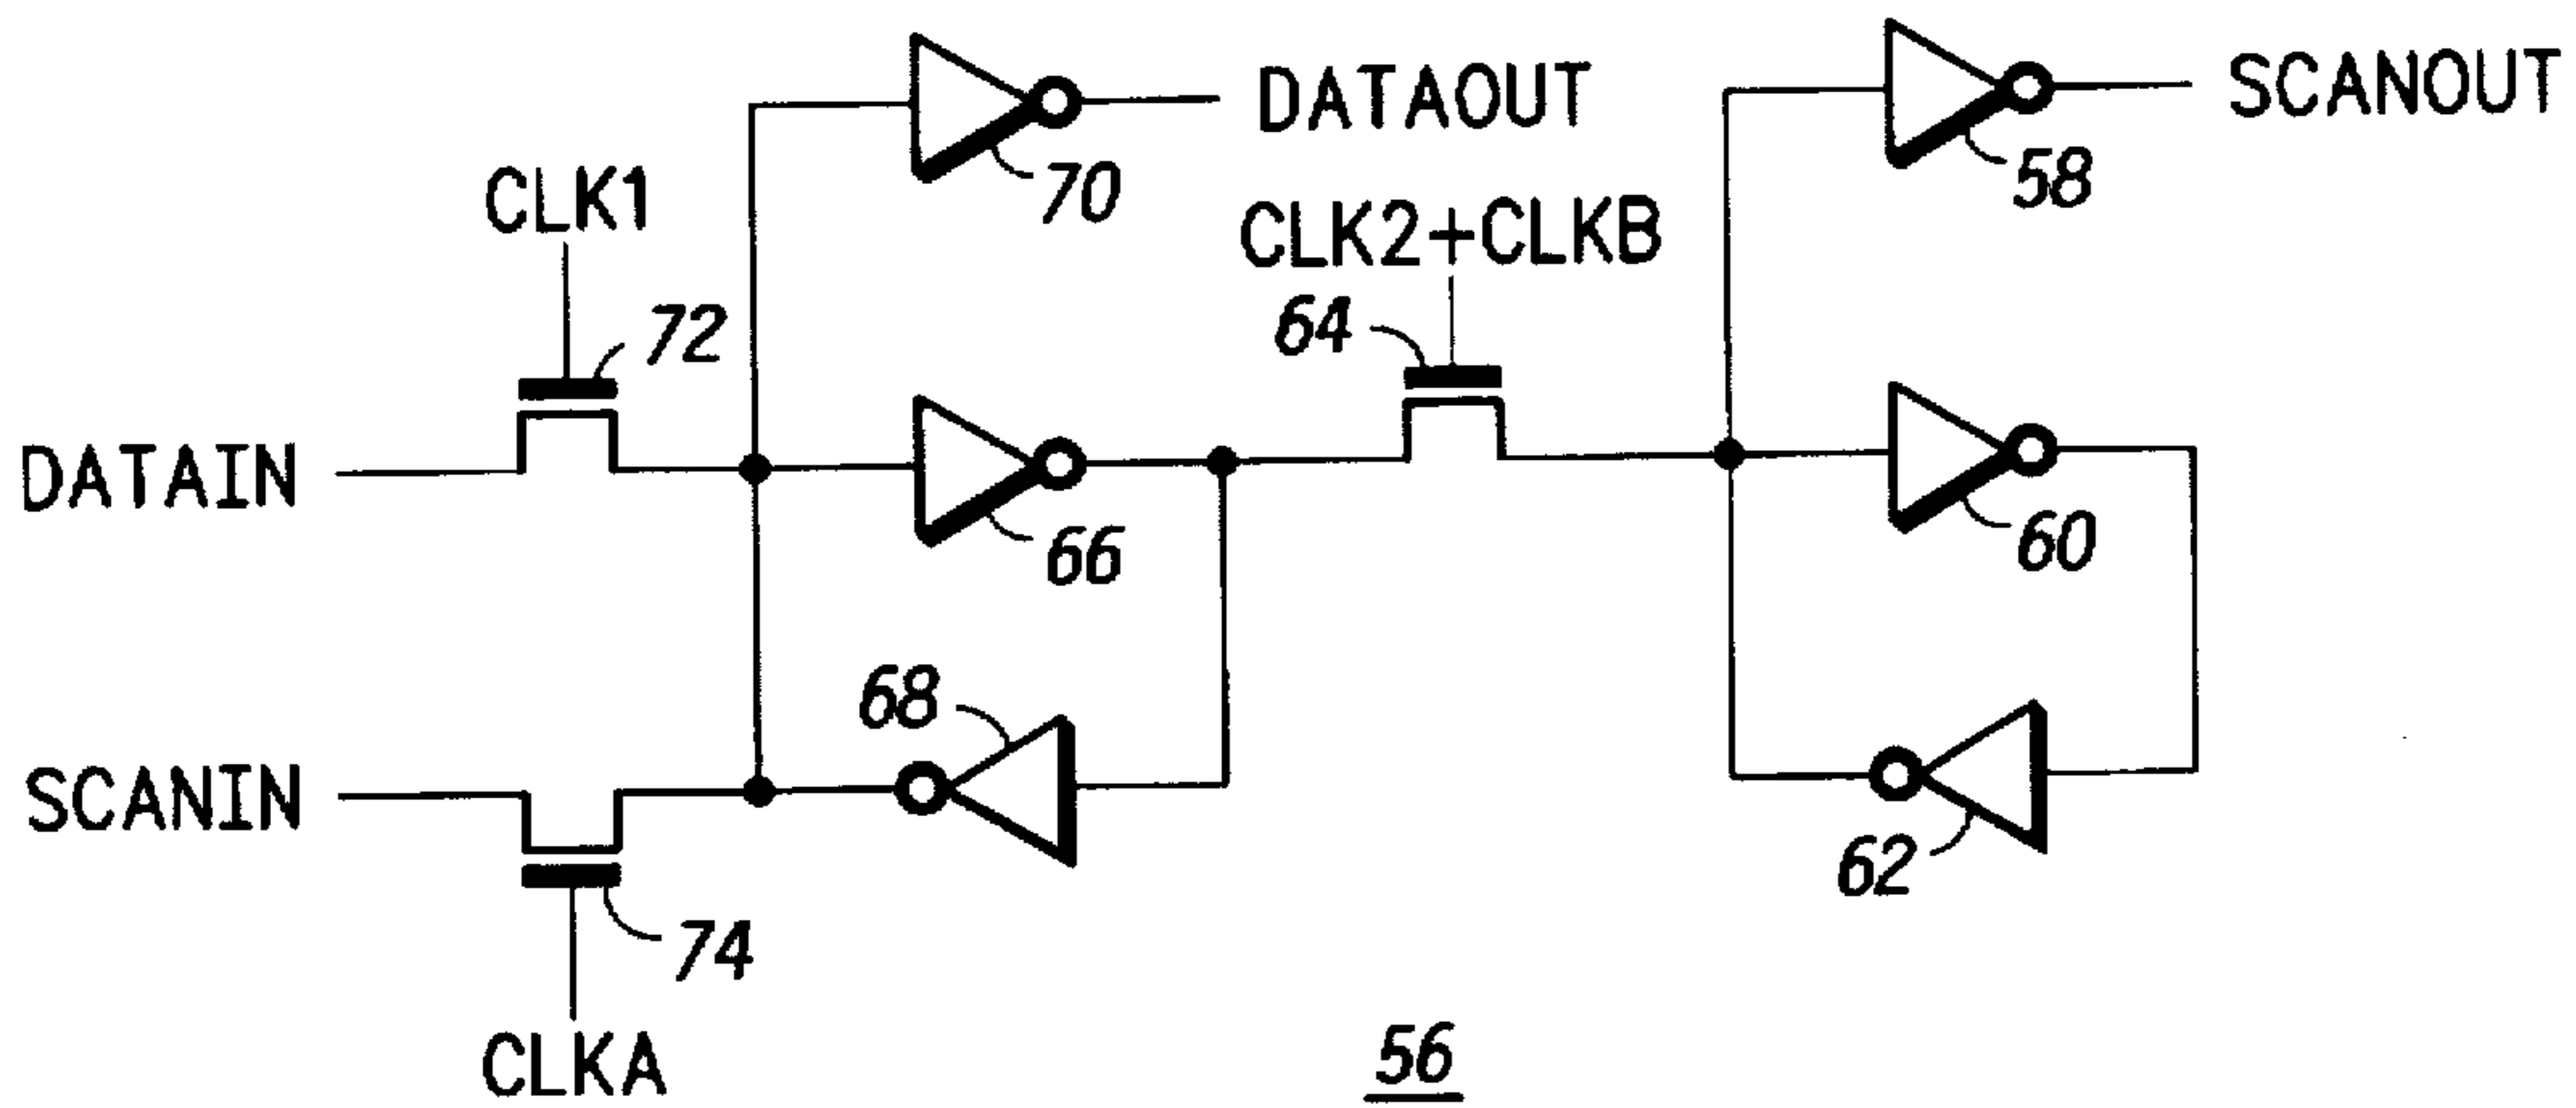 SCANOUT
DATAOUT
58
70
CLK1
CLK2+CLKB
72
64
DATAIN
66
60
68
SCANIN
62
74
CLKA
56